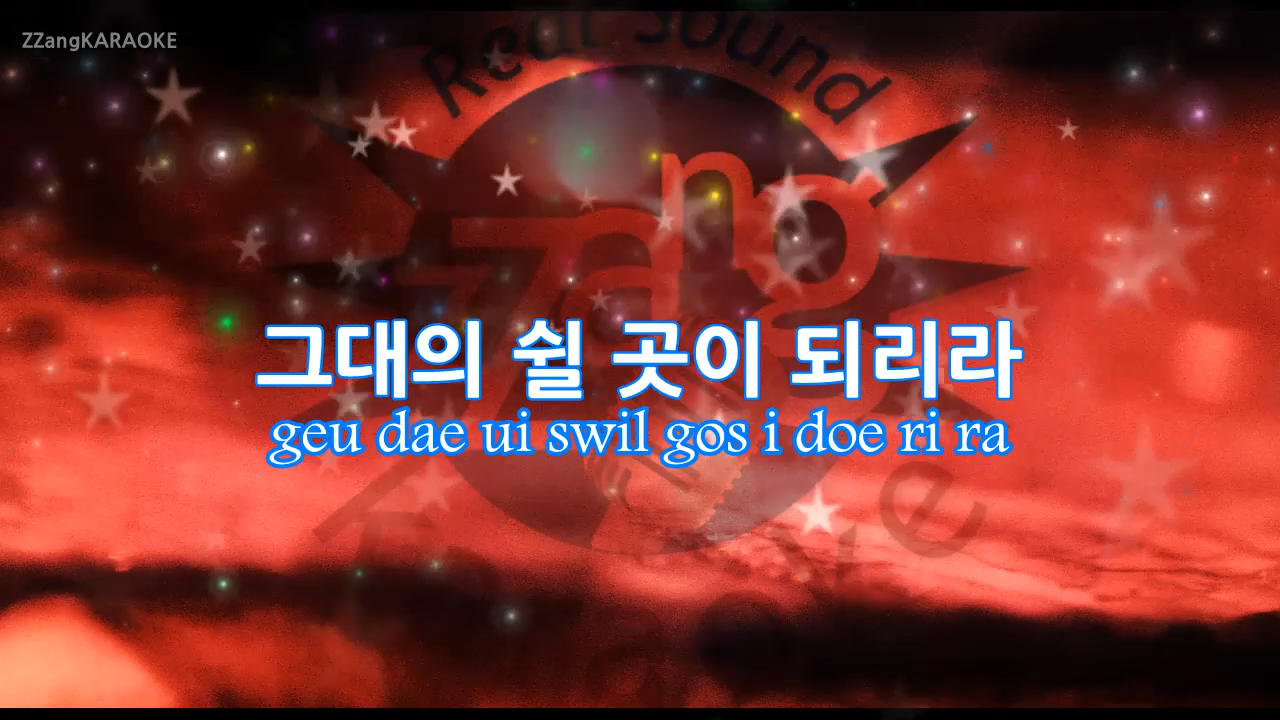 ZZangKARAOKE
Real Sound
Zzang
그대의 쉴 곳이 되리라
geu dae ui swil gos i doe ri ra